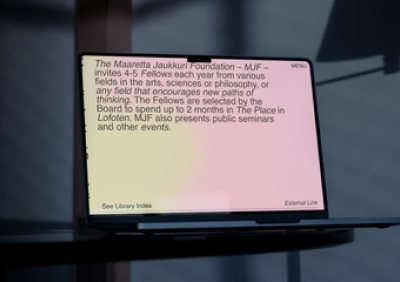 The Maaretta Jaukkuri Foundation – MJF –
MENU
invites 4-5 Fellows each year from various
fields in the arts, sciences or philosophy, or
any field that encourages new paths of
thinking. The Fellows are selected by the
Board to spend up to 2 months in The Place in
Lofoten. MJF also presents public seminars
and other events.
See Library Index
External Link